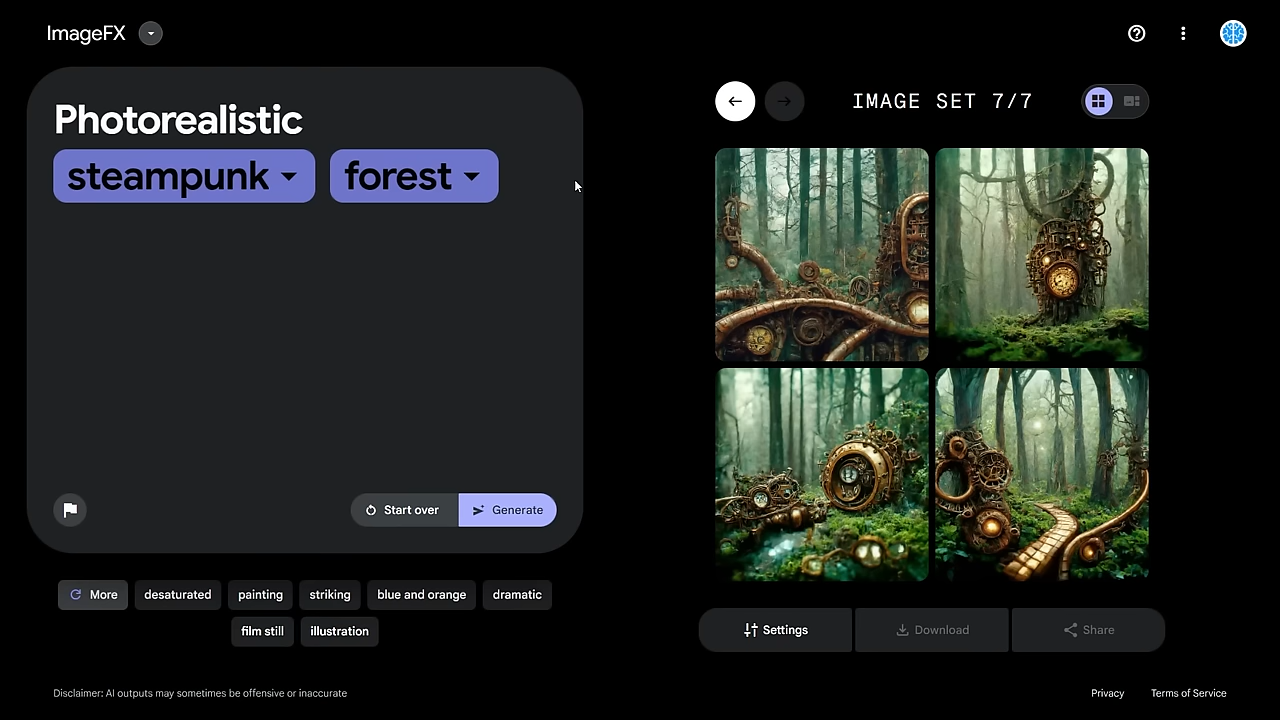 ImageFX
IMAGE SET 7/7
Photorealistic
steampunk forest
Start over Generate
More desaturated painting striking blue and orange dramatic
film still illustration
Settings Download Share
Disclaimer: AI outputs may sometimes be offensive or inaccurate
Privacy Terms of Service